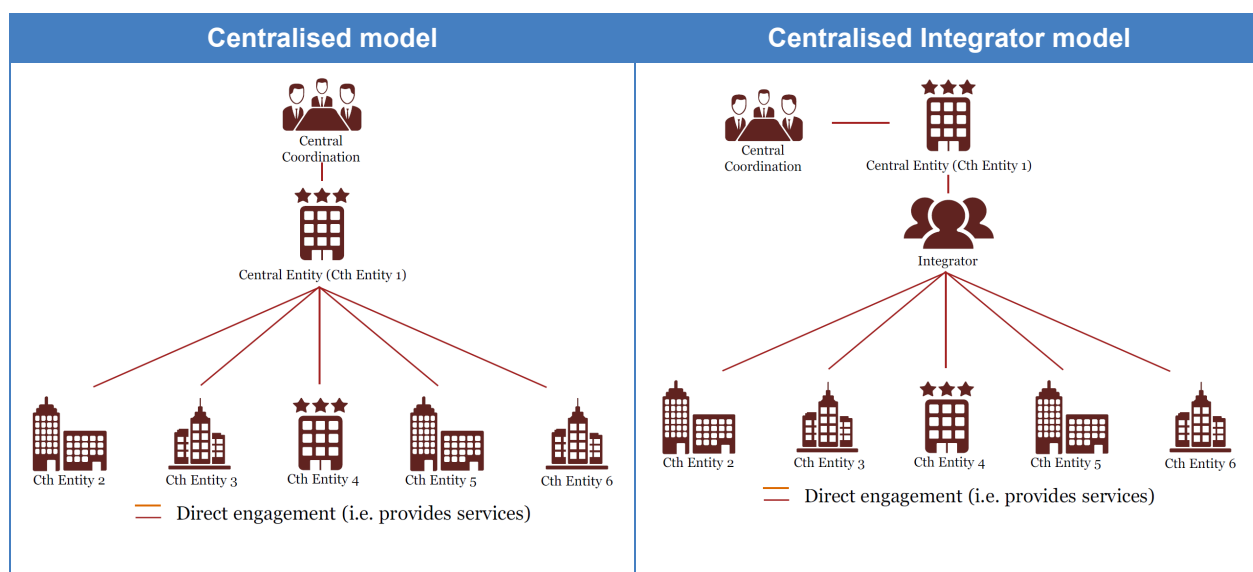 Centralised model
Central
Coordination
Central Entity (Cth Entity 1)
Cth Entity 2
Cth Entity 3
Cth Entity 4
Cth Entity 5
Cth Entity 6
Direct engagement (i.e. provides services)
Centralised Integrator model
Central
Coordination
Central Entity (Cth Entity 1)
Integrator
Cth Entity 2
Cth Entity 3
Cth Entity 4
Cth Entity 5
Cth Entity 6
Direct engagement (i.e. provides services)